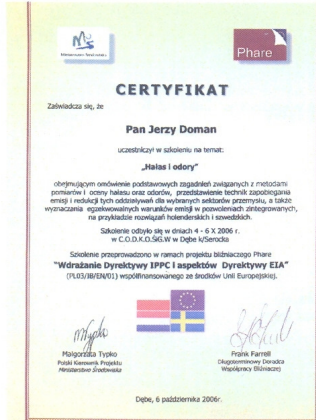 Ministerstwo Środowiska
Phare
CERTYFIKAT
Zaświadcza się, że
Pan Jerzy Doman
uczestniczył w szkoleniu na temat:
„Hałas i odory"
obejmującym omówienie podstawowych zagadnień związanych z metodami
pomiarów i oceny hałasu oraz odorów, przedstawienie technik zapobiegania
emisji i redukcji tych oddziaływań dla wybranych sektorów przemysłu, a także
wyznaczania egzekwowalnych warunków emisji w pozwoleniach zintegrowanych,
na przykładzie rozwiązań holenderskich i szwedzkich.
Szkolenie odbyło się w dniach 4 - 6 X 2006 r.
w C.O.D.K.O.ŚiG.W w Dębe k/Serocka
Szkolenie przeprowadzono w ramach projektu bliźniaczego Phare
"Wdrażanie Dyrektywy IPPC i aspektów Dyrektywy EIA"
(PL03/IB/EN/01) współfinansowanego ze środków Unii Europejskiej.
Małgorzata Typko
Polski Kierownik Projektu
Ministerstwo Środowiska
Frank Farrell
Długoterminowy Doradca
Współpracy Bliźniaczej
Dębe, 6 października 2006r.